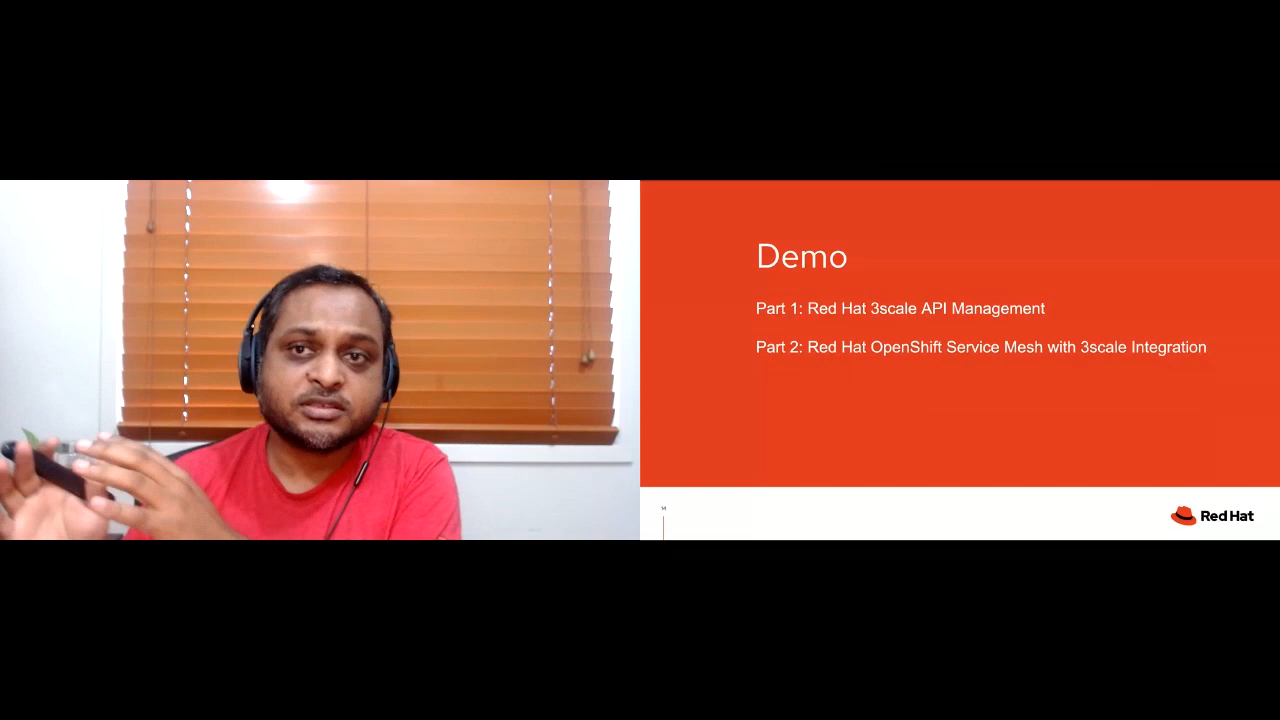 Demo
Part 1: Red Hat 3scale API Management
Part 2: Red Hat OpenShift Service Mesh with 3scale Integration
14
Red Hat